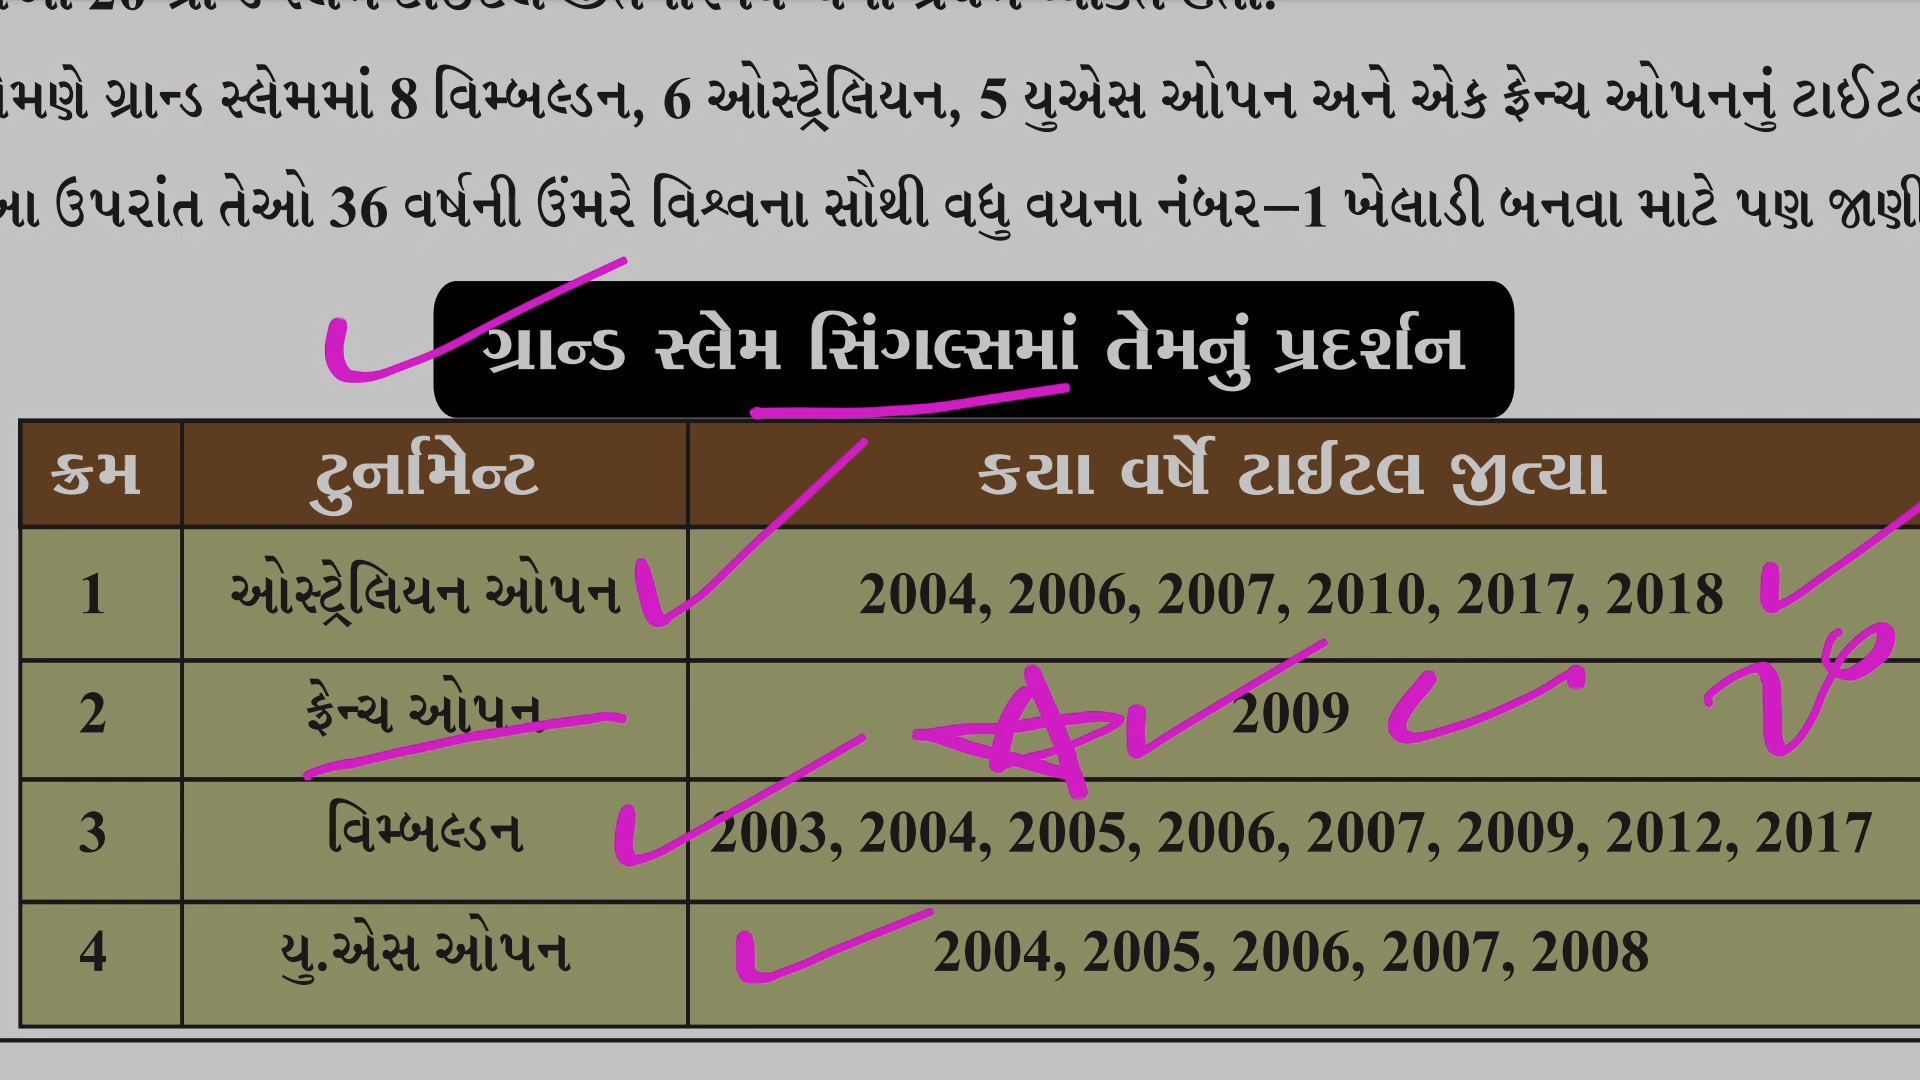 મણે ગ્રાન્ડ સ્લેમમાં 8 વિમ્બલ્ડન, 6 ઓસ્ટ્રેલિયન, 5 યુએસ ઓપન અને એક ફ્રેન્ચ ઓપનનું
આ ઉપરાંત તેઓ 36 વર્ષની ઉંમરે વિશ્વના સૌથી વધુ વયના નંબર–1 ખેલાડી બનવા માટે પણ
ગ્રાન્ડ સ્લેમ સિંગલ્સમાં તેમનું પ્રદર્શન
ક્રમ ટુર્નામેન્ટ કયા વર્ષે ટાઈટલ જીત્યા
1 ઓસ્ટ્રેલિયન ઓપન 2004, 2006, 2007, 2010, 2017, 2018
2 ફ્રેન્ચ ઓપન 2009
3 વિમ્બલ્ડન 2003, 2004, 2005, 2006, 2007, 2009, 2012, 2017
4 યુ.એસ ઓપન 2004, 2005, 2006, 2007, 2008